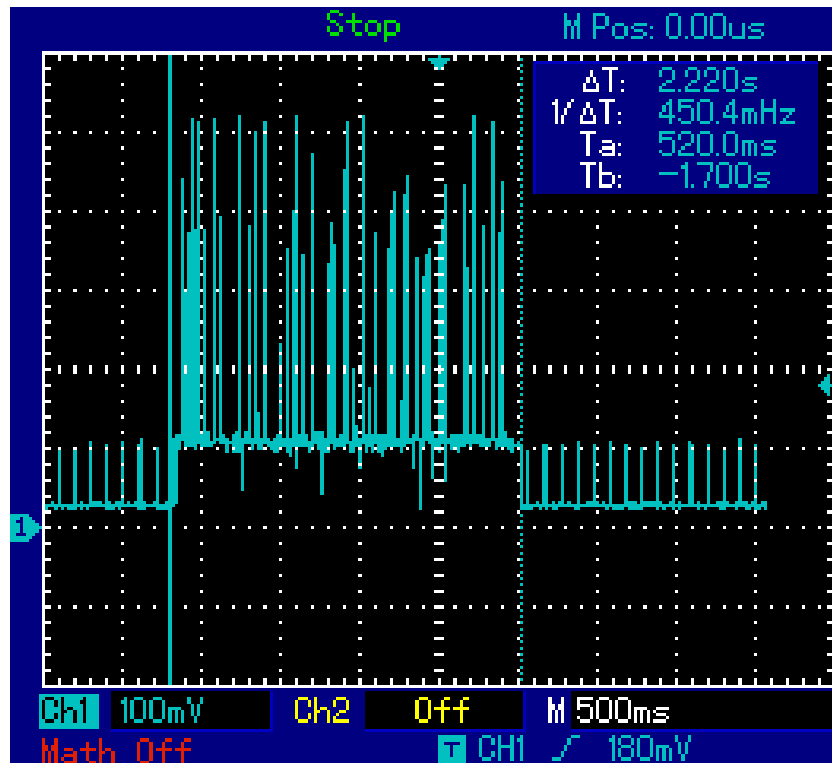 Stop M Pos: 0.00us
ΔT: 2.220s
1/ΔT: 450.4mHz
Ta: 520.0ms
Tb: -1.700s
1
Ch1 100mV Ch2 Off M 500ms
Math Off T CH1 180mV